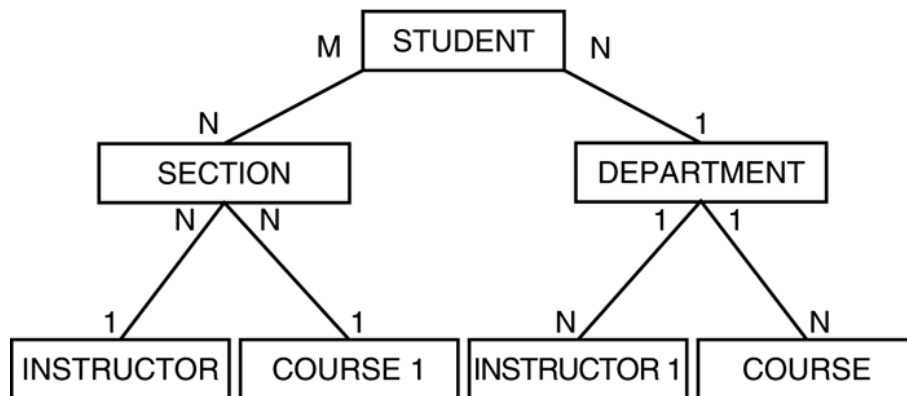 M STUDENT N
N 1
SECTION DEPARTMENT
N N 1 1
1 1 N N
INSTRUCTOR COURSE 1 INSTRUCTOR 1 COURSE